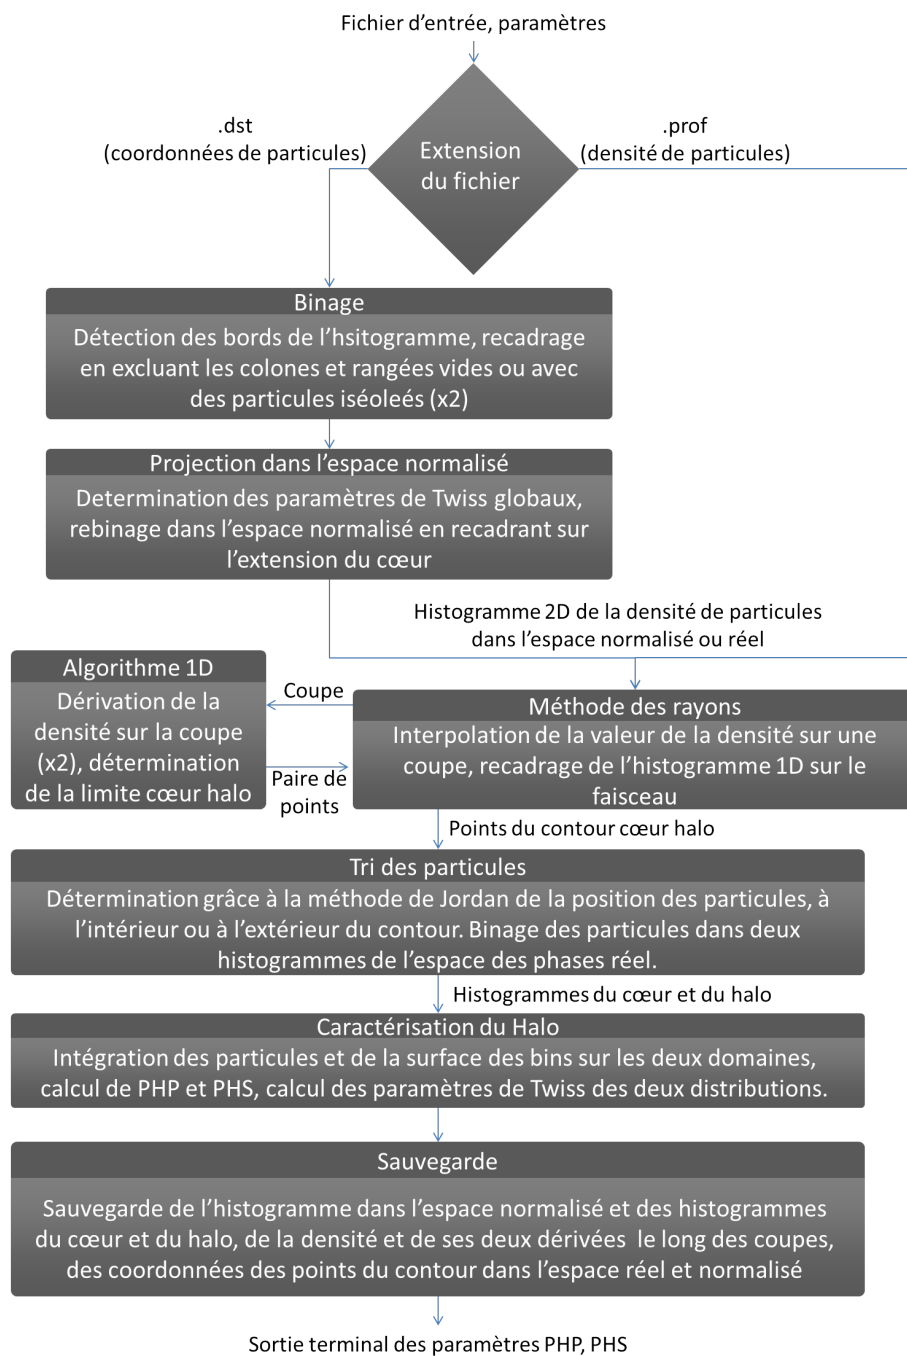 Fichier d'entrée, paramètres
.dst
(coordonnées de particules)
Extension
du fichier
.prof
(densité de particules)
Binage
Détection des bords de l'hsitogramme, recadrage
en excluant les colones et rangées vides ou avec
des particules iséoleés (x2)
Projection dans l'espace normalisé
Determination des paramètres de Twiss globaux,
rebinage dans l'espace normalisé en recadrant sur
l'extension du cœur
Histogramme 2D de la densité de particules
dans l'espace normalisé ou réel
Algorithme 1D
Dérivation de la
densité sur la coupe
(x2), détermination
de la limite cœur halo
Coupe
Paire de
points
Méthode des rayons
Interpolation de la valeur de la densité sur une
coupe, recadrage de l'histogramme 1D sur le
faisceau
Points du contour cœur halo
Tri des particules
Détermination grâce à la méthode de Jordan de la position des particules, à
l'intérieur ou à l'extérieur du contour. Binage des particules dans deux
histogrammes de l'espace des phases réel.
Histogrammes du cœur et du halo
Caractérisation du Halo
Intégration des particules et de la surface des bins sur les deux domaines,
calcul de PHP et PHS, calcul des paramètres de Twiss des deux distributions.
Sauvegarde
Sauvegarde de l'histogramme dans l'espace normalisé et des histogrammes
du cœur et du halo, de la densité et de ses deux dérivées le long des coupes,
des coordonnées des points du contour dans l'espace réel et normalisé
Sortie terminal des paramètres PHP, PHS